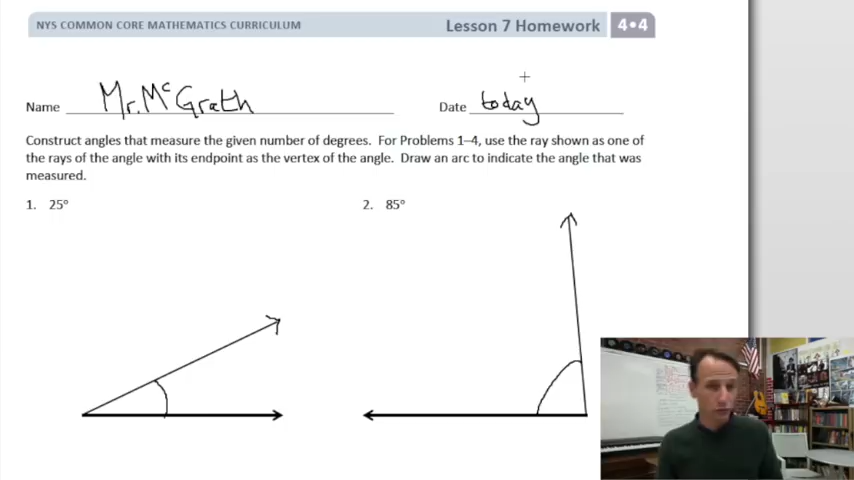 NYS COMMON CORE MATHEMATICS CURRICULUM
Lesson 7 Homework 4•4
Name Mr. McGrath
Date today
Construct angles that measure the given number of degrees. For Problems 1–4, use the ray shown as one of
the rays of the angle with its endpoint as the vertex of the angle. Draw an arc to indicate the angle that was
measured.
1. 25°
2. 85°